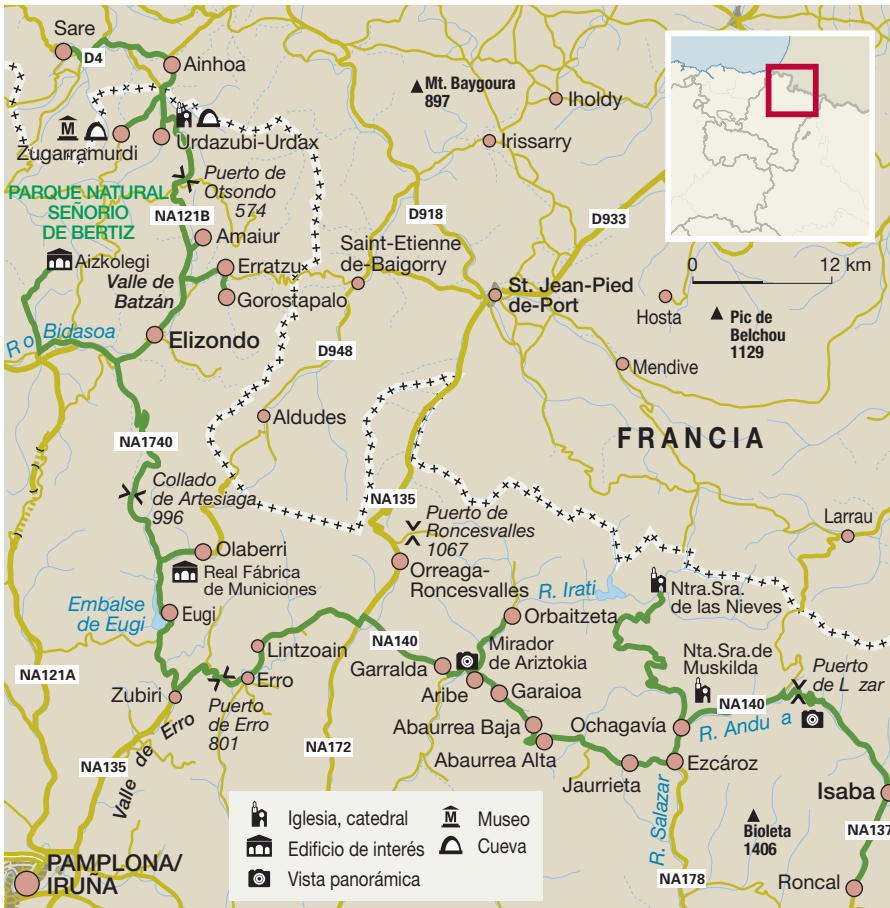 Sare
D4
Ainhoa
Mt. Baygoura
897
Iholdy
Irissarry
M
Zugarramurdi
Urdazubi-Urdax
Puerto de
Otsondo
574
PARQUE NATURAL
SEÑORIO
DE BERTIZ
NA121B
D918
D933
Amaiur
Aizkolegi
Erratzu
Saint-Etienne
de-Baigorry
0 12 km
Valle de
Batzán
Gorostapalo
St. Jean-Pied
de-Port
Hosta
Pic de
Belchou
1129
R o Bidasoa
Elizondo
D948
Mendive
Aldudes
FRANCIA
NA1740
Collado
de Artesiaga
996
NA135
Puerto de
Roncesvalles
1067
Larrau
Olaberri
Real Fábrica
de Municiones
Orreaga-
Roncesvalles
R. Irati
Ntra.Sra.
de las Nieves
Embalse
de Eugi
Eugi
Orbaitzeta
Lintzoain
NA140
Mirador
de Ariztokia
Nta.Sra.de
Muskilda
Puerto
de L zar
NA121A
Garralda
Erro
Aribe
Garaioa
NA140
Zubiri
Puerto
de Erro
801
Abaurrea Baja
Ochagavía
R. Andu a
Valle de Erro
NA172
Abaurrea Alta
NA135
Jaurrieta
Ezcároz
Isaba
R. Salazar
Bioleta
1406
NA137
PAMPLONA/
IRUÑA
NA178
Roncal
Iglesia, catedral
M Museo
Edificio de interés
Cueva
Vista panorámica